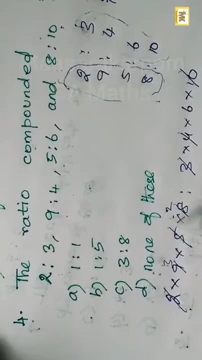 4. The ratio compounded
2:3, 9:4, 5:6, and 8:10,
a) 1:1
b) 1:5
c) 3:8
d) none of these
2 : 3
9 : 4
5 : 6
8 10